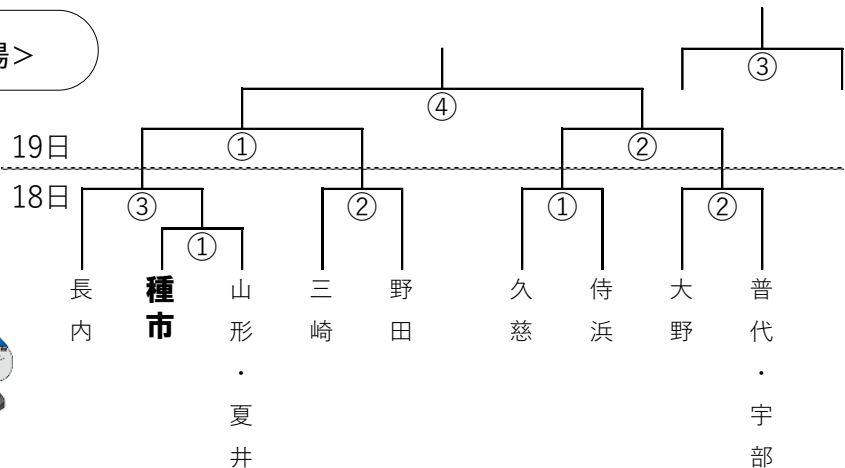 場＞
③
④
19日
①
②
18日
③
②
①
②
①
長内
種市
山形・夏井
三崎
野田
久慈
侍浜
大野
普代・宇部